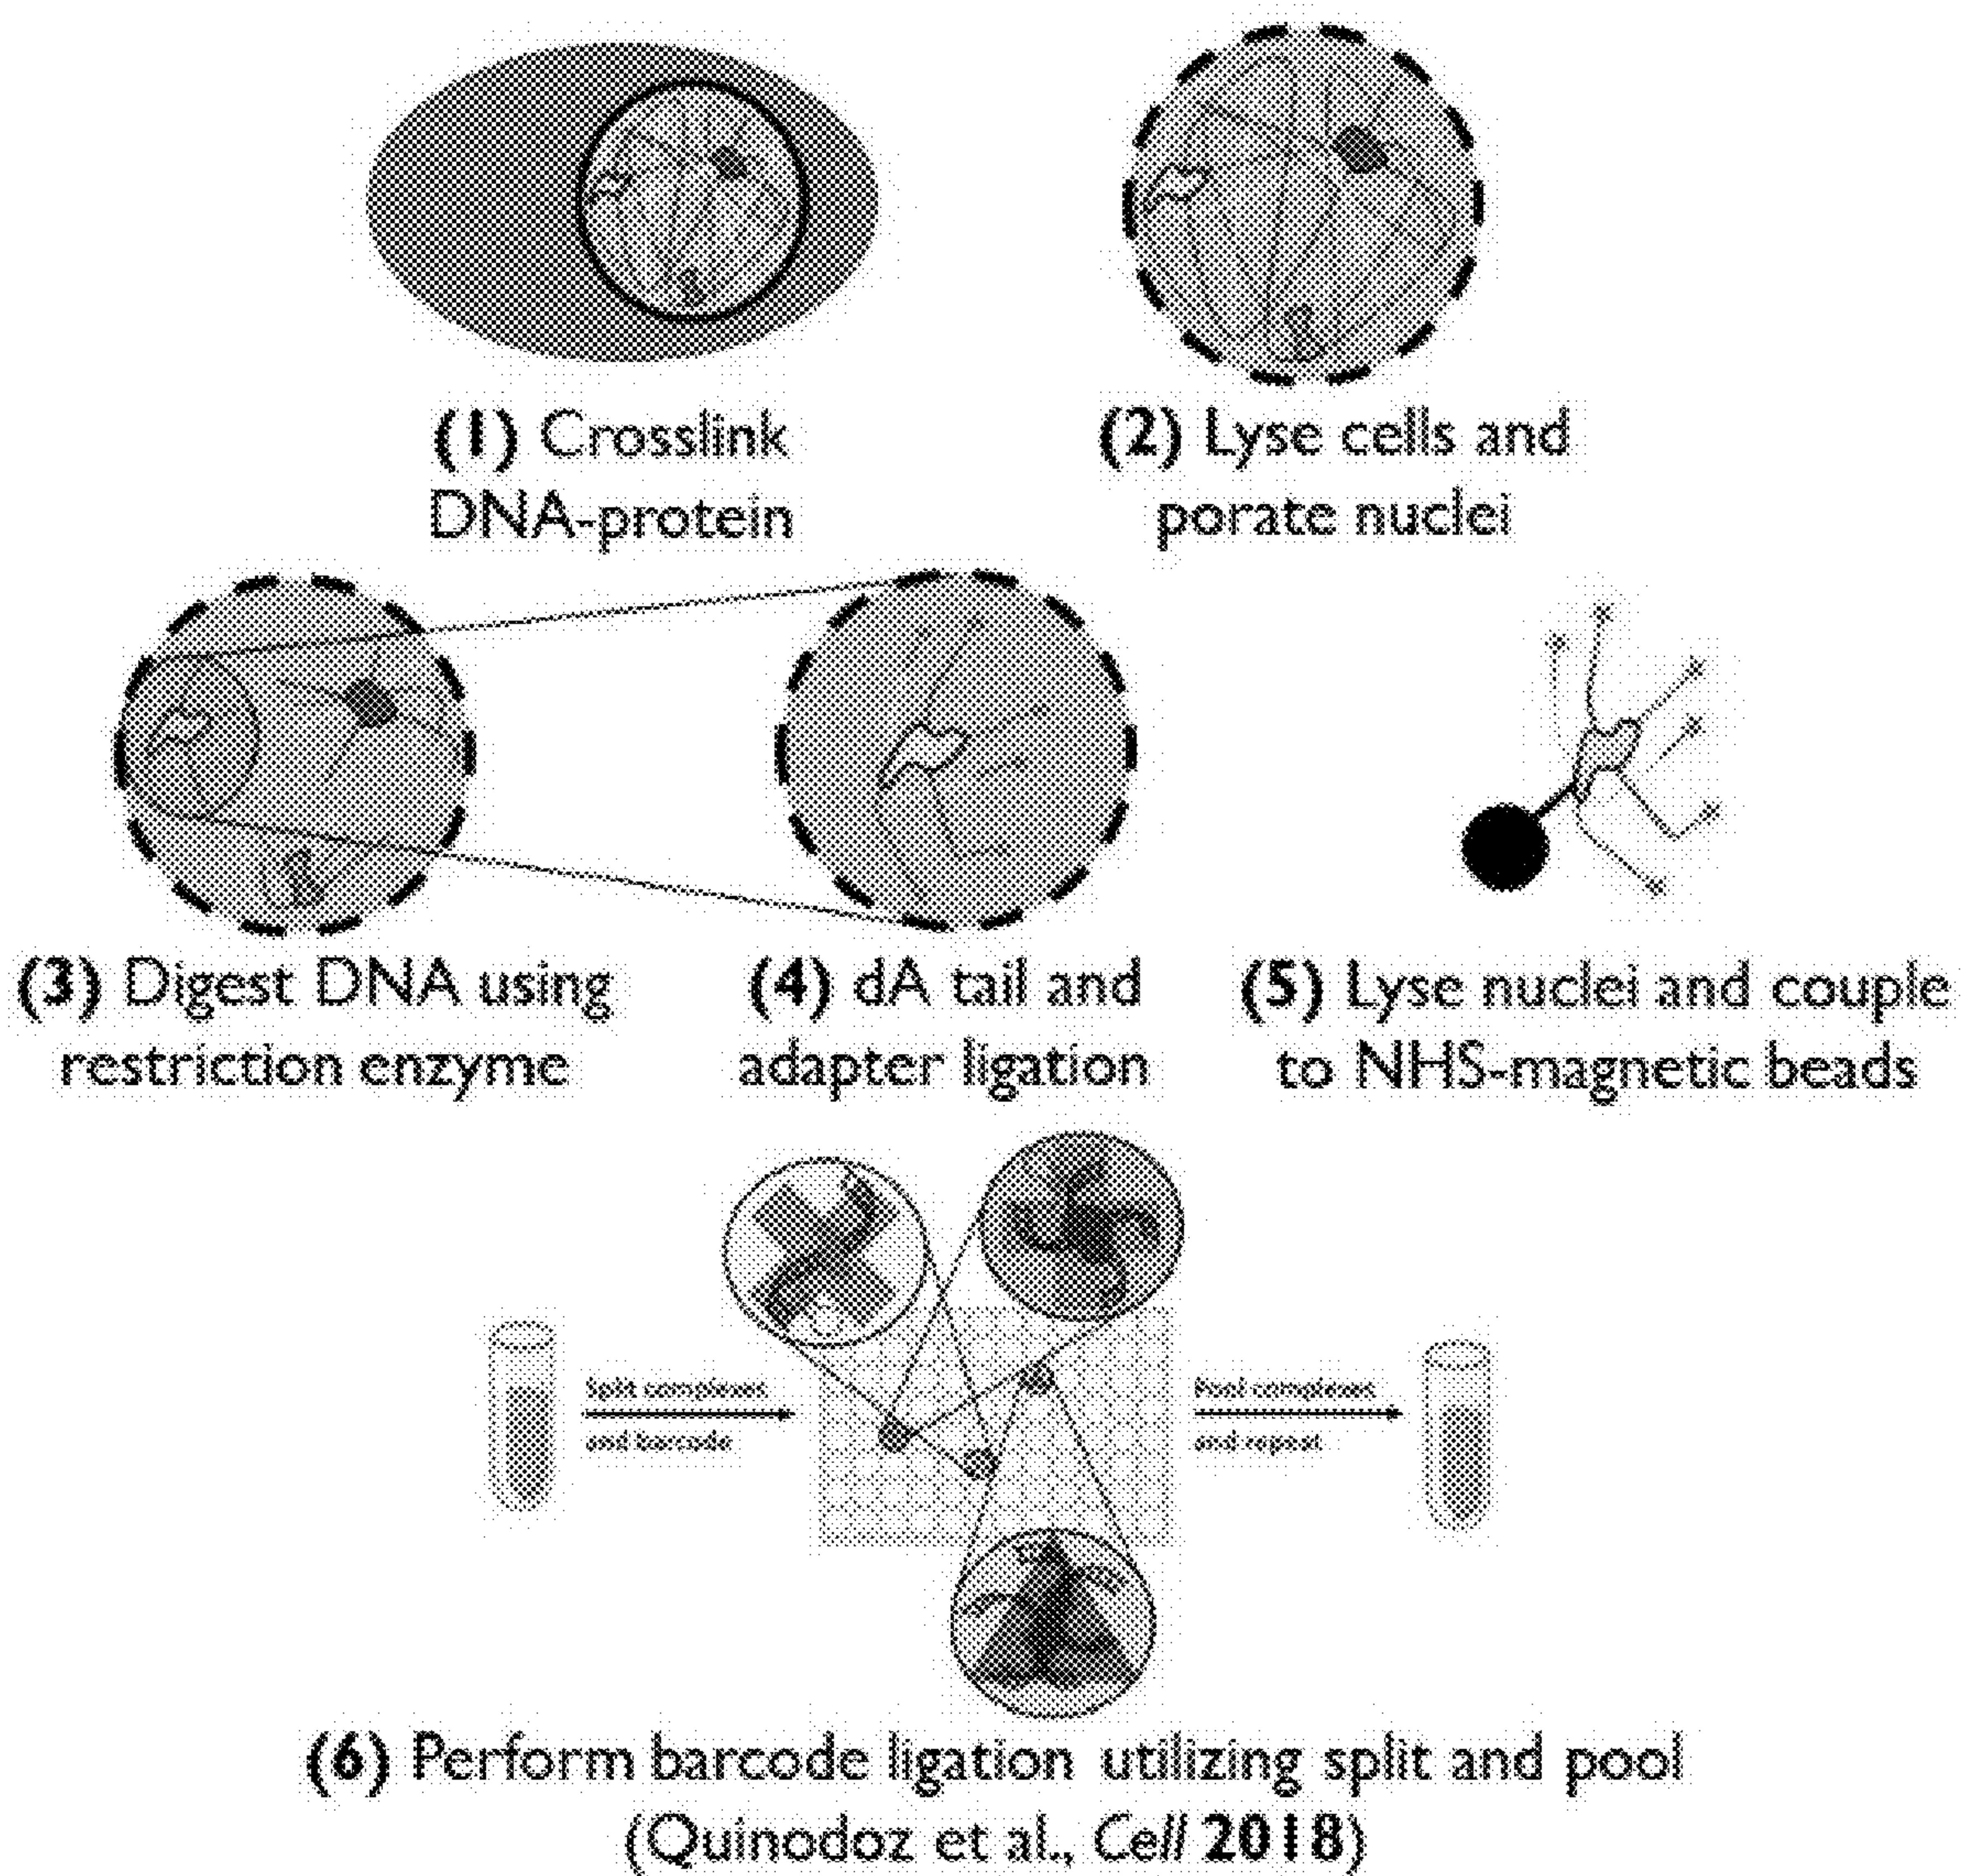 (1) Crosslink
DNA-protein
(2) Lyse cells and
porate nuclei
(3) Digest DNA using
restriction enzyme
(4) dA tail and
adapter ligation
(5) Lyse nuclei and couple
to NHS-magnetic beads
Split complexes
and barcode
Pool complexes
and repeat
(6) Perform barcode ligation utilizing split and pool
(Quinodoz et al., Cell 2018)